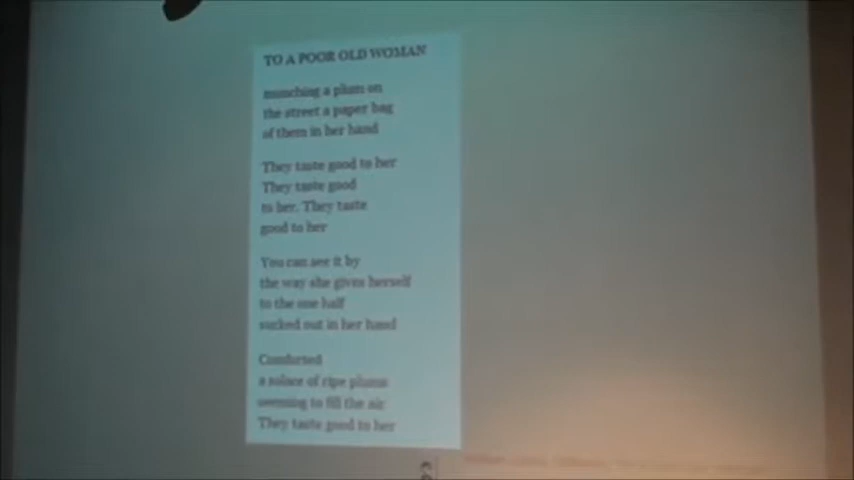 TO A POOR OLD WOMAN
munching a plum on
the street a paper bag
of them in her hand
They taste good to her
They taste good
to her. They taste
good to her
You can see it by
the way she gives herself
to the one half
sucked out in her hand
Comforted
a solace of ripe plums
seeming to fill the air
They taste good to her